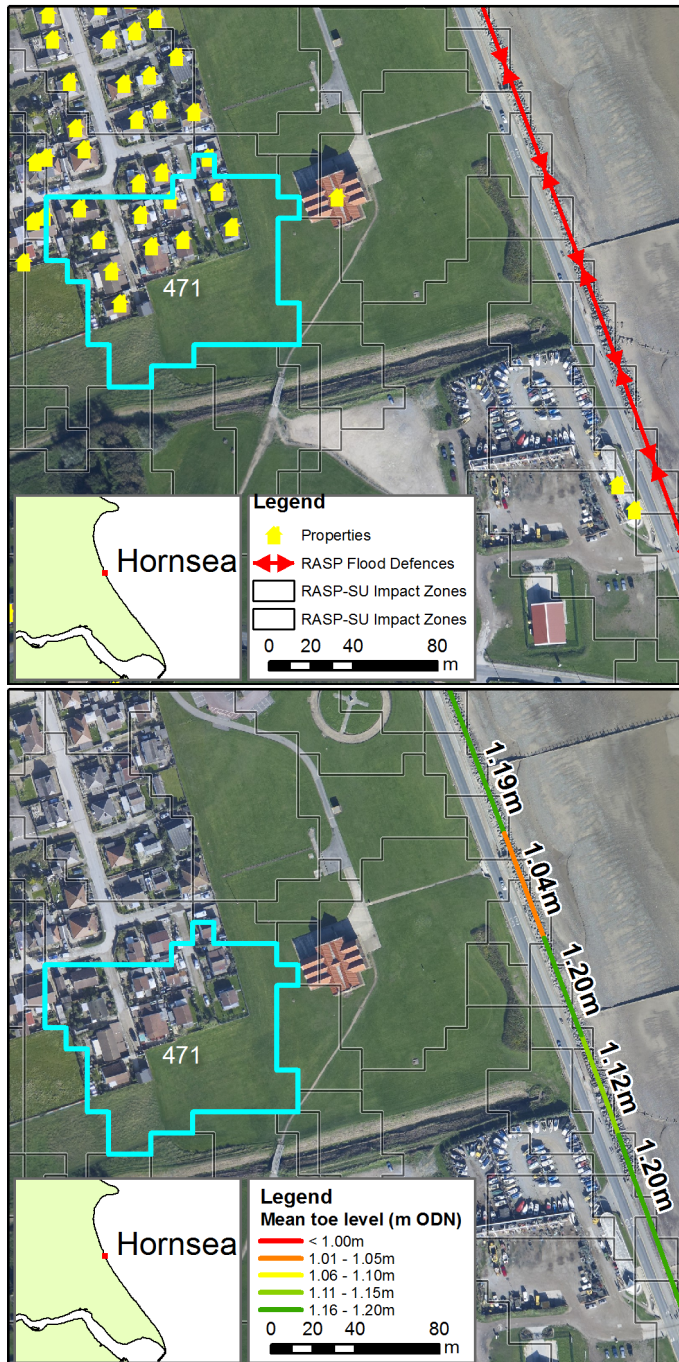 471
Hornsea
Legend
Properties
RASP Flood Defences
RASP-SU Impact Zones
RASP-SU Impact Zones
0 20 40 80
m
1.19m
1.04m
1.20m
1.12m
1.20m
471
Hornsea
Legend
Mean toe level (m ODN)
< 1.00m
1.01 - 1.05m
1.06 - 1.10m
1.11 - 1.15m
1.16 - 1.20m
0 20 40 80
m